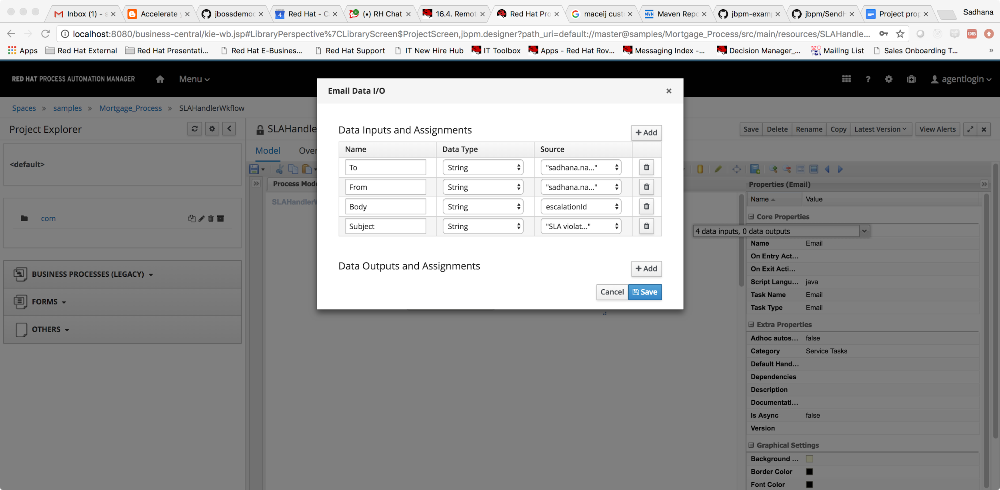 Inbox (1) - s
Accelerate y
jbossdemo
Red Hat - C
(•) RH Chat
16.4. Remot
Red Hat Pro
maceij cust
Maven Repo
jbpm-exam
jbpm/SendH
Project prop
Sadhana
localhost:8080/business-central/kie-wb.jsp#LibraryPerspective%7CLibraryScreen$ProjectScreen,jbpm.designer?path_uri=default://master@samples/Mortgage_Process/src/main/resources/SLAHandle...
CORS
Apps
Red Hat External
Red Hat Presentati...
Red Hat E-Busines...
Red Hat Support
IT New Hire Hub
IT Toolbox
Apps - Red Hat Rov...
Messaging Index -...
Decision Manager_...
Mailing List
Sales Onboarding T...
»
RED HAT PROCESS AUTOMATION MANAGER
Menu
agentlogin
Spaces » samples » Mortgage_Process » SLAHandlerWkflow
Project Explorer
<default>
com
BUSINESS PROCESSES (LEGACY)
FORMS
OTHERS
SLAHandle
Save
Delete
Rename
Copy
Latest Version
View Alerts
Model
Over
Process Mode
SLAHandlerW
Email Data I/O
Data Inputs and Assignments
+ Add
Name Data Type Source
To String "sadhana.na..."
From String "sadhana.na..."
Body String escalationId
Subject String "SLA violat..."
Data Outputs and Assignments
+ Add
Cancel
Save
Properties (Email)
Name Value
Core Properties
4 data inputs, 0 data outputs
Name Email
On Entry Act...
On Exit Acti...
Script Langu... java
Task Name Email
Task Type Email
Extra Properties
Adhoc autos... false
Category Service Tasks
Default Hand...
Dependencies
Description
Documentati...
Is Async false
Version
Graphical Settings
Background ...
Border Color
Font Color